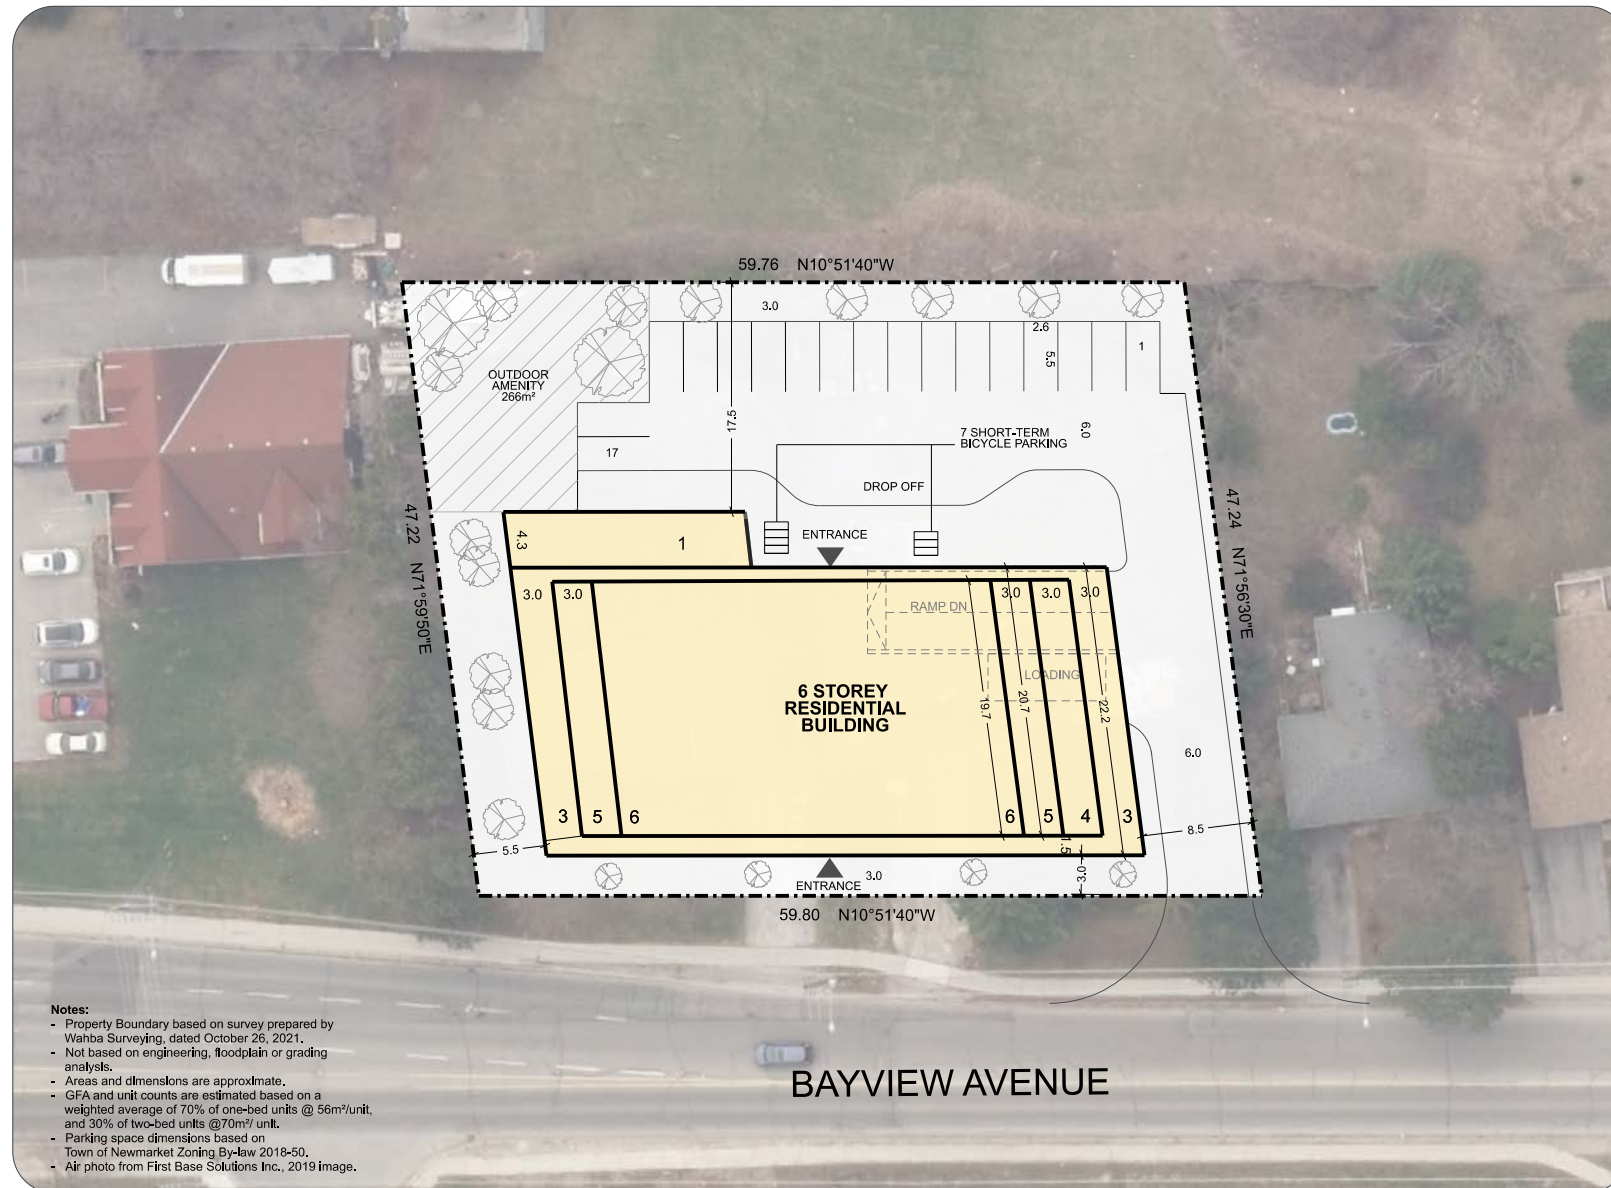 59.76 N10°51'40"W
3.0
2.6
5.5
1
OUTDOOR
AMENITY
266m²
17.5
6.0
7 SHORT-TERM
BICYCLE PARKING
17
DROP OFF
47.22 N71°59'50"E
47.24 N71°56'30"E
4.3
1
ENTRANCE
3.0
3.0
3.0
3.0
3.0
RAMP DN
LOADING
6 STOREY
RESIDENTIAL
BUILDING
19.7
20.7
22.2
6.0
3
5
6
6
5
4
3
8.5
5.5
1.5
3.0
ENTRANCE
3.0
59.80 N10°51'40"W
BAYVIEW AVENUE
Notes:
- Property Boundary based on survey prepared by
Wahba Surveying, dated October 26, 2021.
- Not based on engineering, floodplain or grading
analysis.
- Areas and dimensions are approximate.
- GFA and unit counts are estimated based on a
weighted average of 70% of one-bed units @ 56m²/unit,
and 30% of two-bed units @70m²/ unit.
- Parking space dimensions based on
Town of Newmarket Zoning By-law 2018-50.
- Air photo from First Base Solutions Inc., 2019 image.